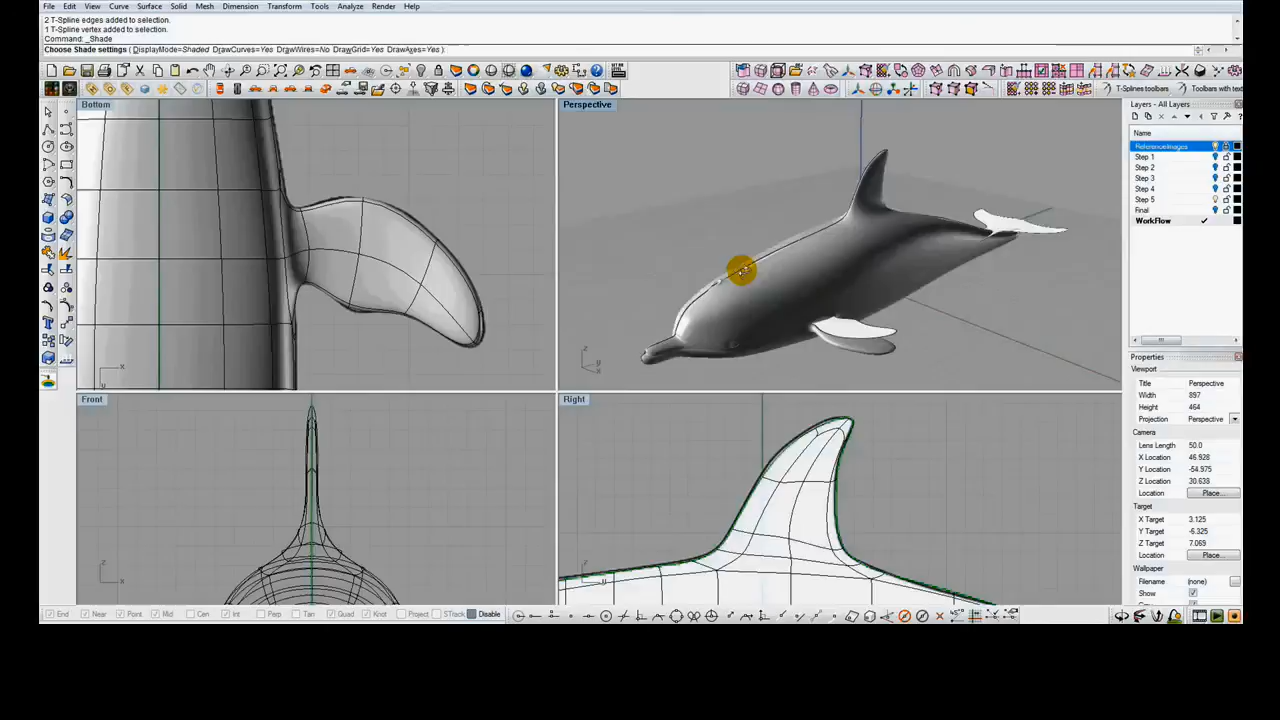 File Edit View Curve Surface Solid Mesh Dimension Transform Tools Analyze Render Help
2 T-Spline edges added to selection.
1 T-Spline vertex added to selection.
Command: _Shade
Choose Shade settings ( DisplayMode=Shaded DrawCurves=Yes DrawWires=No DrawGrid=Yes DrawAxes=Yes ):
T-Splines toolbars Toolbars with text
Bottom
Perspective
Layers - All Layers
Name
ReferenceImages
Step 1
Step 2
Step 3
Step 4
Step 5
Final
WorkFlow
x
y
z
y
x
Properties
Viewport
Title Perspective
Width 897
Height 464
Projection Perspective
Camera
Lens Length 50.0
X Location 46.928
Y Location -54.975
Z Location 30.638
Location Place...
Target
X Target 3.125
Y Target -6.325
Z Target 7.069
Location Place...
Wallpaper
Filename (none)
Show
Front
Right
z
x
z
y
End Near Point Mid Cen Int Perp Tan Quad Knot Project STrack Disable